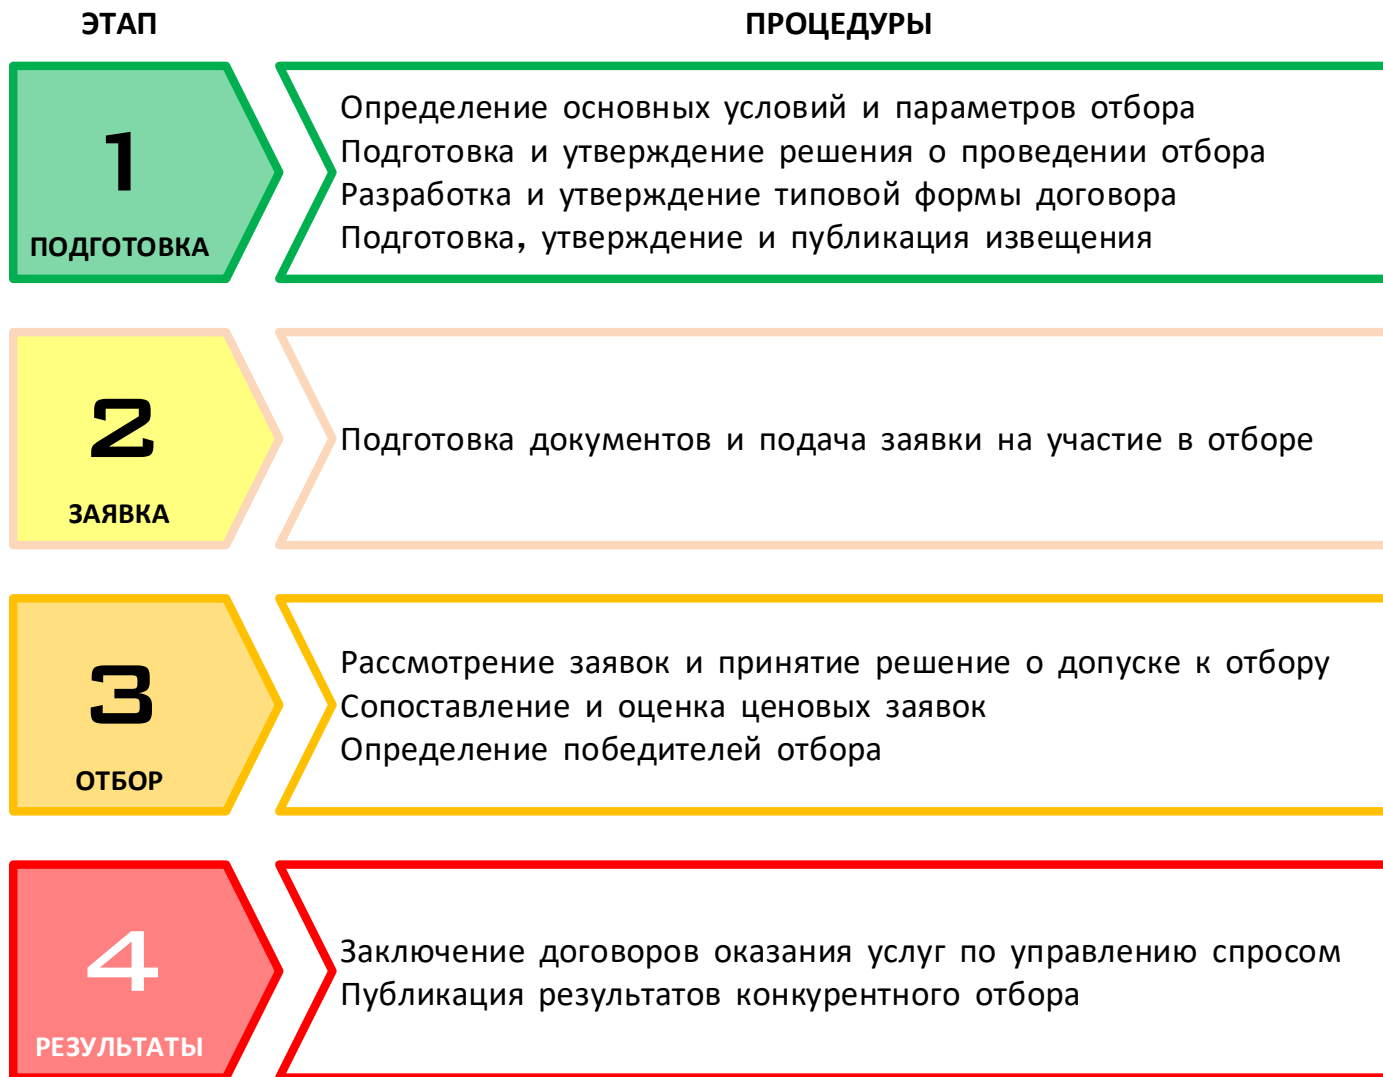 ЭТАП ПРОЦЕДУРЫ
1
ПОДГОТОВКА
Определение основных условий и параметров отбора
Подготовка и утверждение решения о проведении отбора
Разработка и утверждение типовой формы договора
Подготовка, утверждение и публикация извещения
2
ЗАЯВКА
Подготовка документов и подача заявки на участие в отборе
3
ОТБОР
Рассмотрение заявок и принятие решение о допуске к отбору
Сопоставление и оценка ценовых заявок
Определение победителей отбора
4
РЕЗУЛЬТАТЫ
Заключение договоров оказания услуг по управлению спросом
Публикация результатов конкурентного отбора